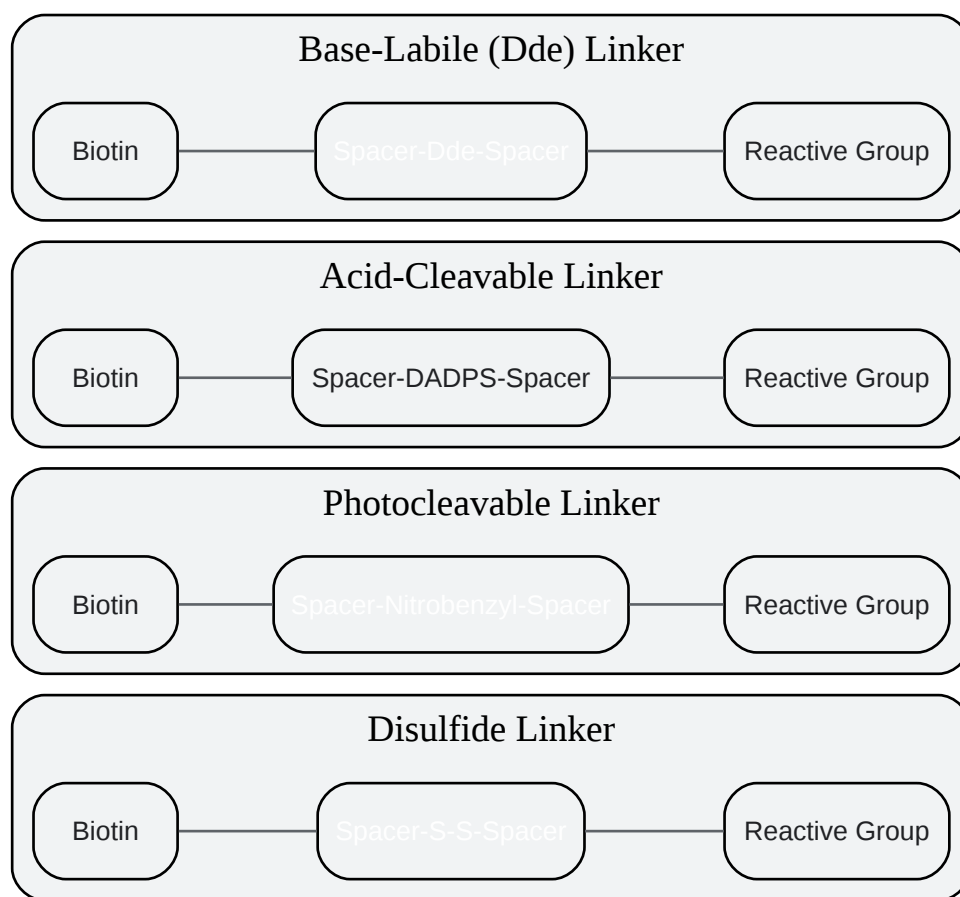 Base-Labile (Dde) Linker
Biotin
Spacer-Dde-Spacer
Reactive Group
Acid-Cleavable Linker
Biotin
Spacer-DADPS-Spacer
Reactive Group
Photocleavable Linker
Biotin
Spacer-Nitrobenzyl-Spacer
Reactive Group
Disulfide Linker
Biotin
Spacer-S-S-Spacer
Reactive Group